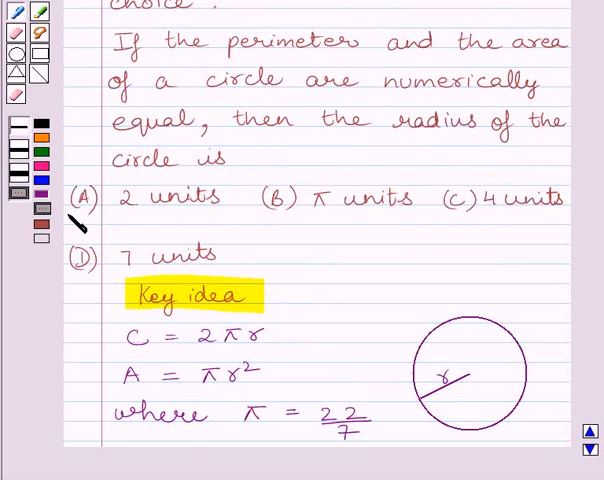 choice.
If the perimeter and the area
of a circle are numerically
equal, then the radius of the
circle is
(A) 2 units (B) π units (C) 4 units
(D) 7 units
Key idea
C = 2πr
A = πr²
where π = 22/7
r